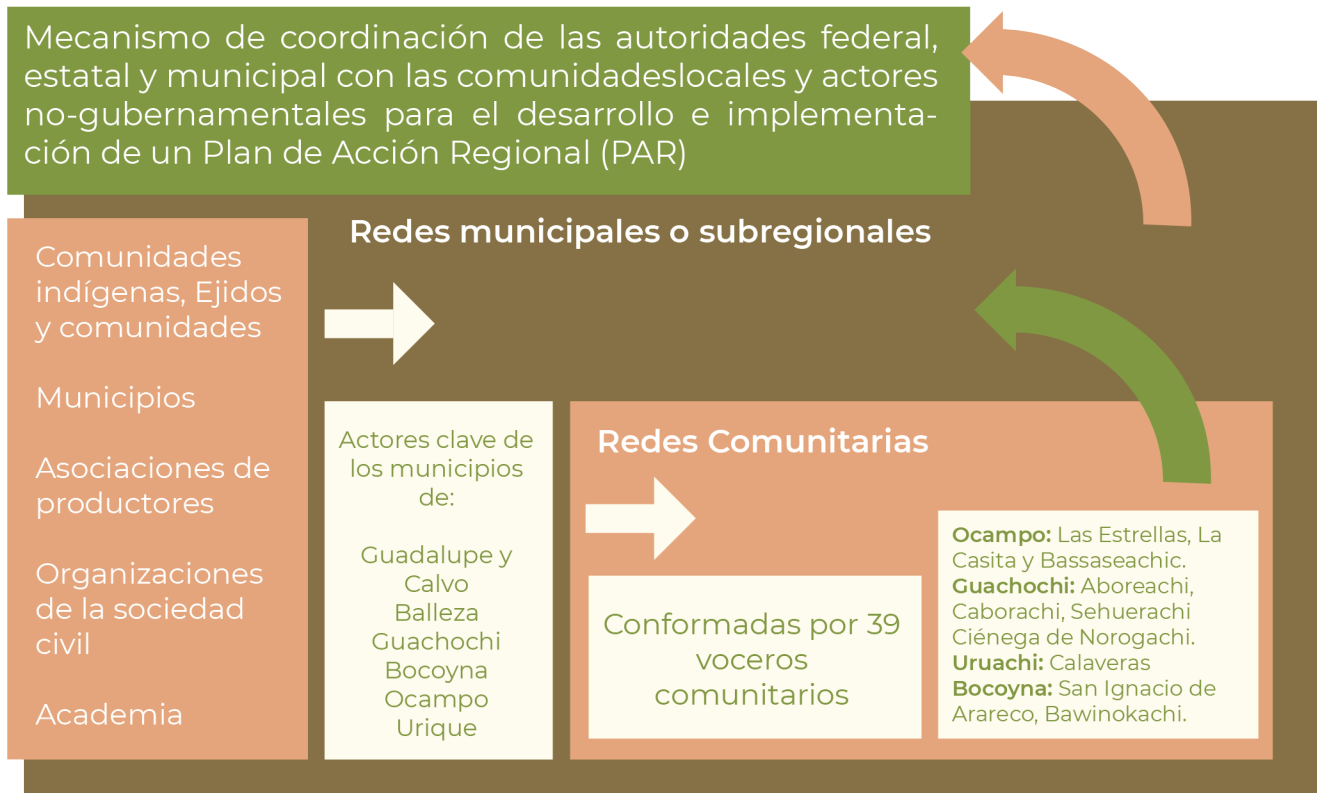 Mecanismo de coordinación de las autoridades federal,
estatal y municipal con las comunidadeslocales y actores
no-gubernamentales para el desarrollo e implementa-
ción de un Plan de Acción Regional (PAR)
Redes municipales o subregionales
Comunidades
indígenas, Ejidos
y comunidades
Municipios
Asociaciones de
productores
Organizaciones
de la sociedad
civil
Academia
Actores clave de
los municipios
de:
Guadalupe y
Calvo
Balleza
Guachochi
Bocoyna
Ocampo
Urique
Redes Comunitarias
Conformadas por 39
voceros
comunitarios
Ocampo: Las Estrellas, La
Casita y Bassaseachic.
Guachochi: Aboreachi,
Caborachi, Sehuerachi
Ciénega de Norogachi.
Uruachi: Calaveras
Bocoyna: San Ignacio de
Arareco, Bawinokachi.